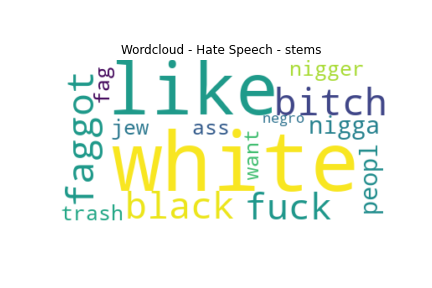 Wordcloud - Hate Speech - stems
like
nigger
fag
faggot
bitch
negro
jew
ass
nigga
white
want
peopl
trash
black
fuck